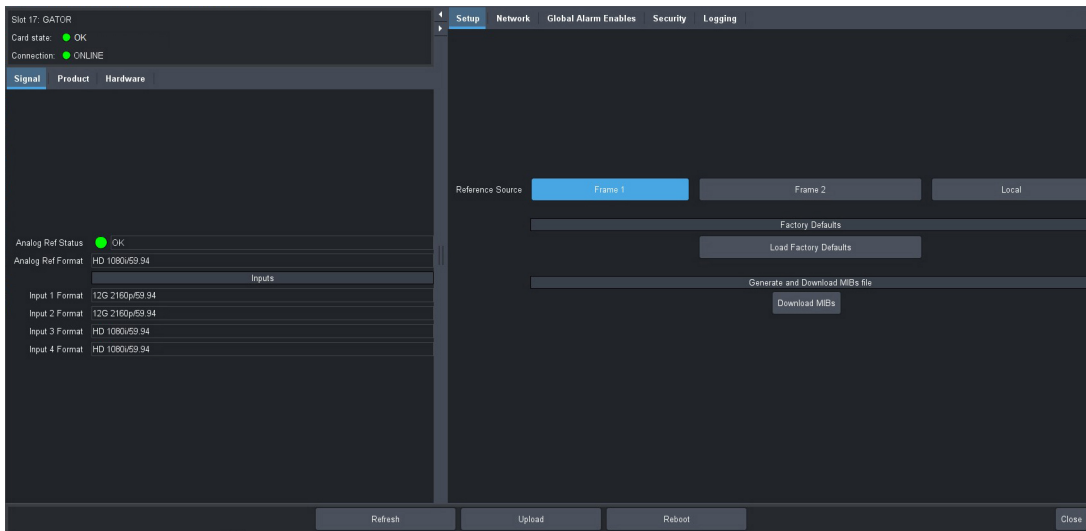 Slot 17: GATOR
Card state: OK
Connection: ONLINE
Signal Product Hardware
Analog Ref Status OK
Analog Ref Format HD 1080i/59.94
Inputs
Input 1 Format 12G 2160p/59.94
Input 2 Format 12G 2160p/59.94
Input 3 Format HD 1080i/59.94
Input 4 Format HD 1080i/59.94
Setup Network Global Alarm Enables Security Logging
Reference Source Frame 1 Frame 2 Local
Factory Defaults
Load Factory Defaults
Generate and Download MIBs file
Download MIBs
Refresh Upload Reboot Close